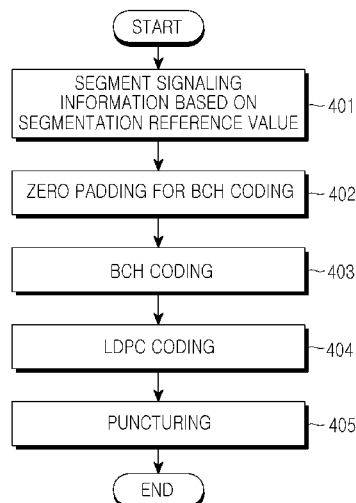 START
SEGMENT SIGNALING
INFORMATION BASED ON
SEGMENTATION REFERENCE VALUE
401
ZERO PADDING FOR BCH CODING
402
BCH CODING
403
LDPC CODING
404
PUNCTURING
405
END